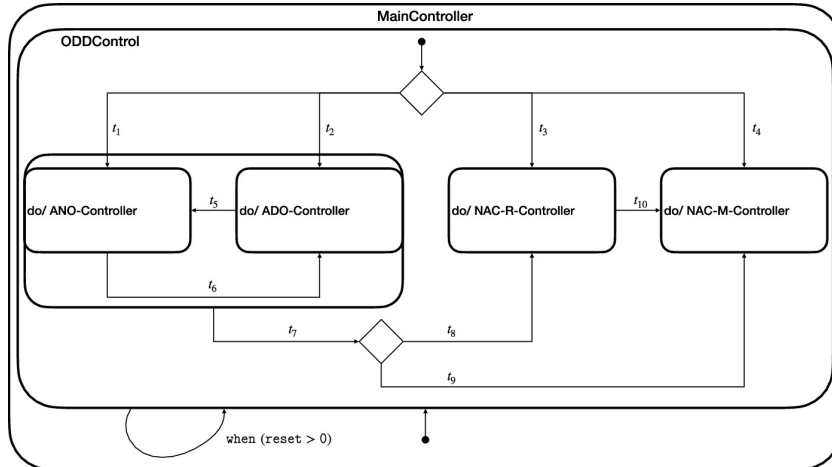 MainController
ODDControl
t1 t2 t3 t4
do/ ANO-Controller t5 do/ ADO-Controller do/ NAC-R-Controller t10 do/ NAC-M-Controller
t6
t7 t8
t9
when (reset > 0)